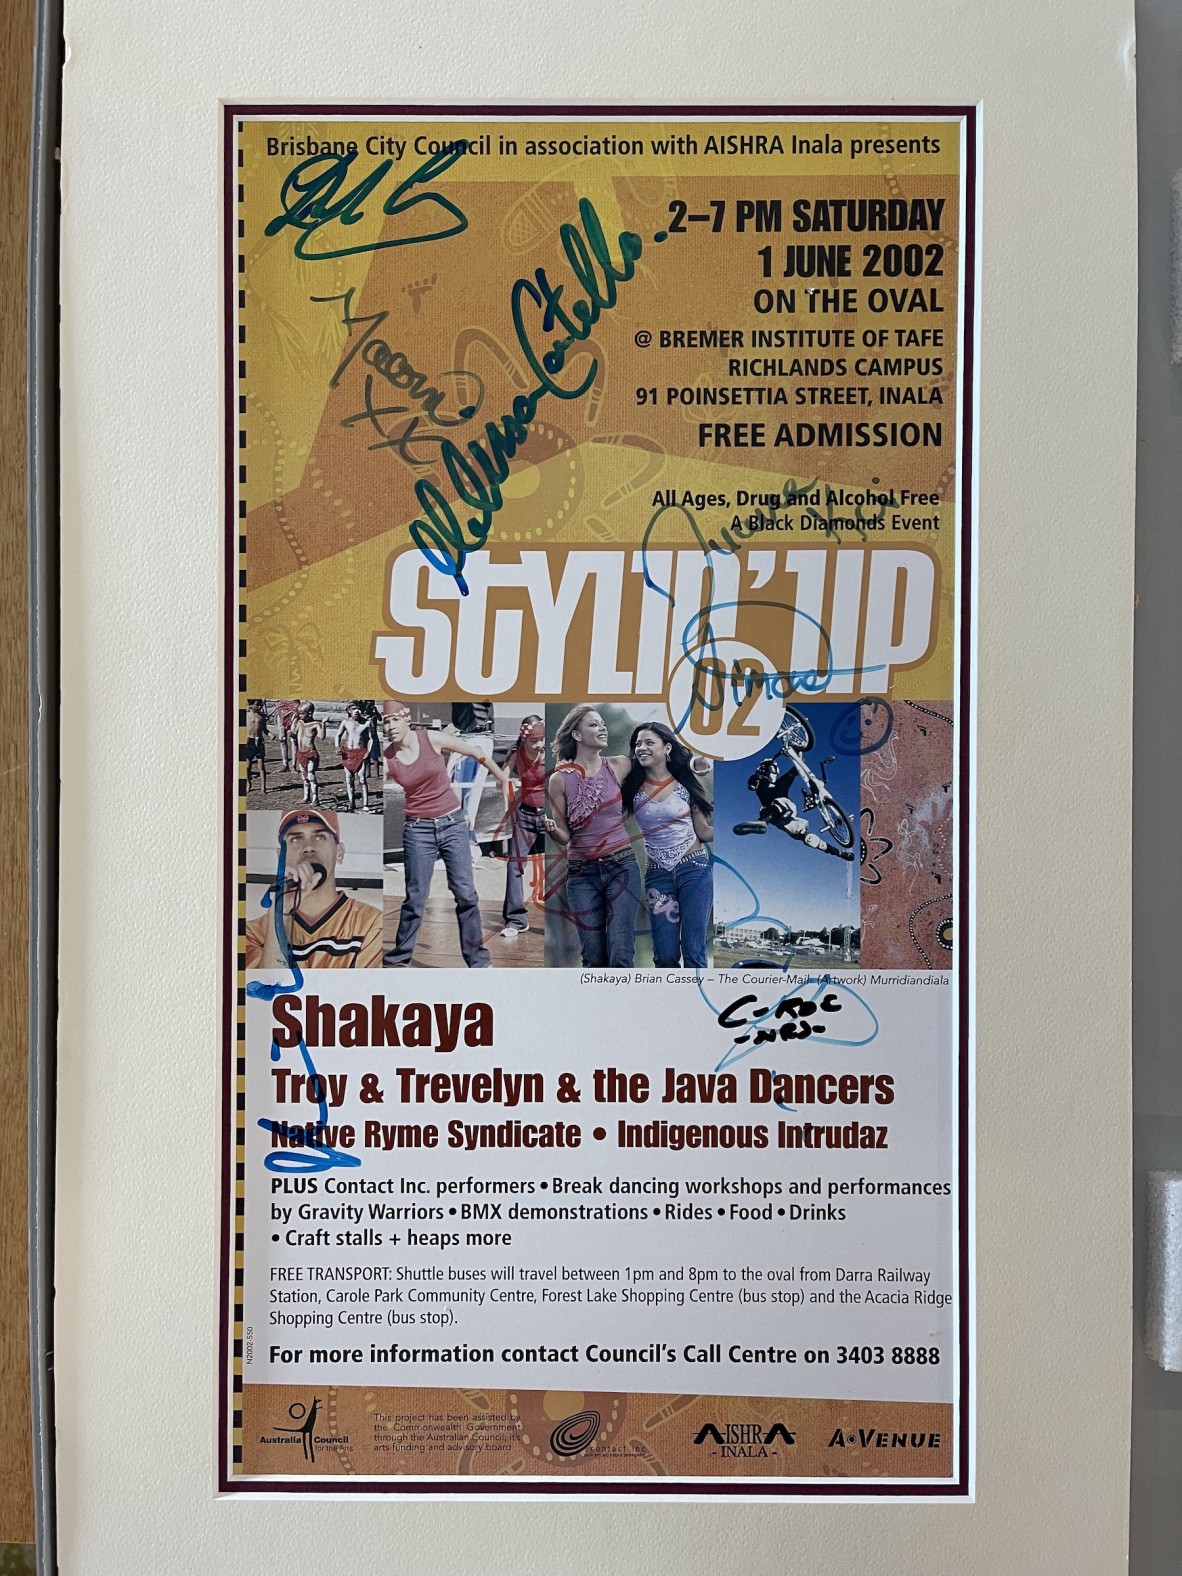 Brisbane City Council in association with AISHRA Inala presents
2–7 PM SATURDAY
1 JUNE 2002
ON THE OVAL
@ BREMER INSTITUTE OF TAFE
RICHLANDS CAMPUS
91 POINSETTIA STREET, INALA
FREE ADMISSION
Naomi
XX
All Ages, Drug and Alcohol Free
A Black Diamonds Event
STYLIN' UP
02
Simone
(Shakaya) Brian Cassey – The Courier-Mail. (Artwork) Murridiandiala
Shakaya
C-ROC
-NRS-
Troy & Trevelyn & the Java Dancers
Native Ryme Syndicate • Indigenous Intrudaz
PLUS Contact Inc. performers • Break dancing workshops and performances
by Gravity Warriors • BMX demonstrations • Rides • Food • Drinks
• Craft stalls + heaps more
FREE TRANSPORT: Shuttle buses will travel between 1pm and 8pm to the oval from Darra Railway
Station, Carole Park Community Centre, Forest Lake Shopping Centre (bus stop) and the Acacia Ridge
Shopping Centre (bus stop).
N2002-550
For more information contact Council's Call Centre on 3403 8888
Australia Council
for the Arts
This project has been assisted by
the Commonwealth Government
through the Australian Council, it's
arts funding and advisory board
contact inc.
AISHRA
- INALA -
A•VENUE